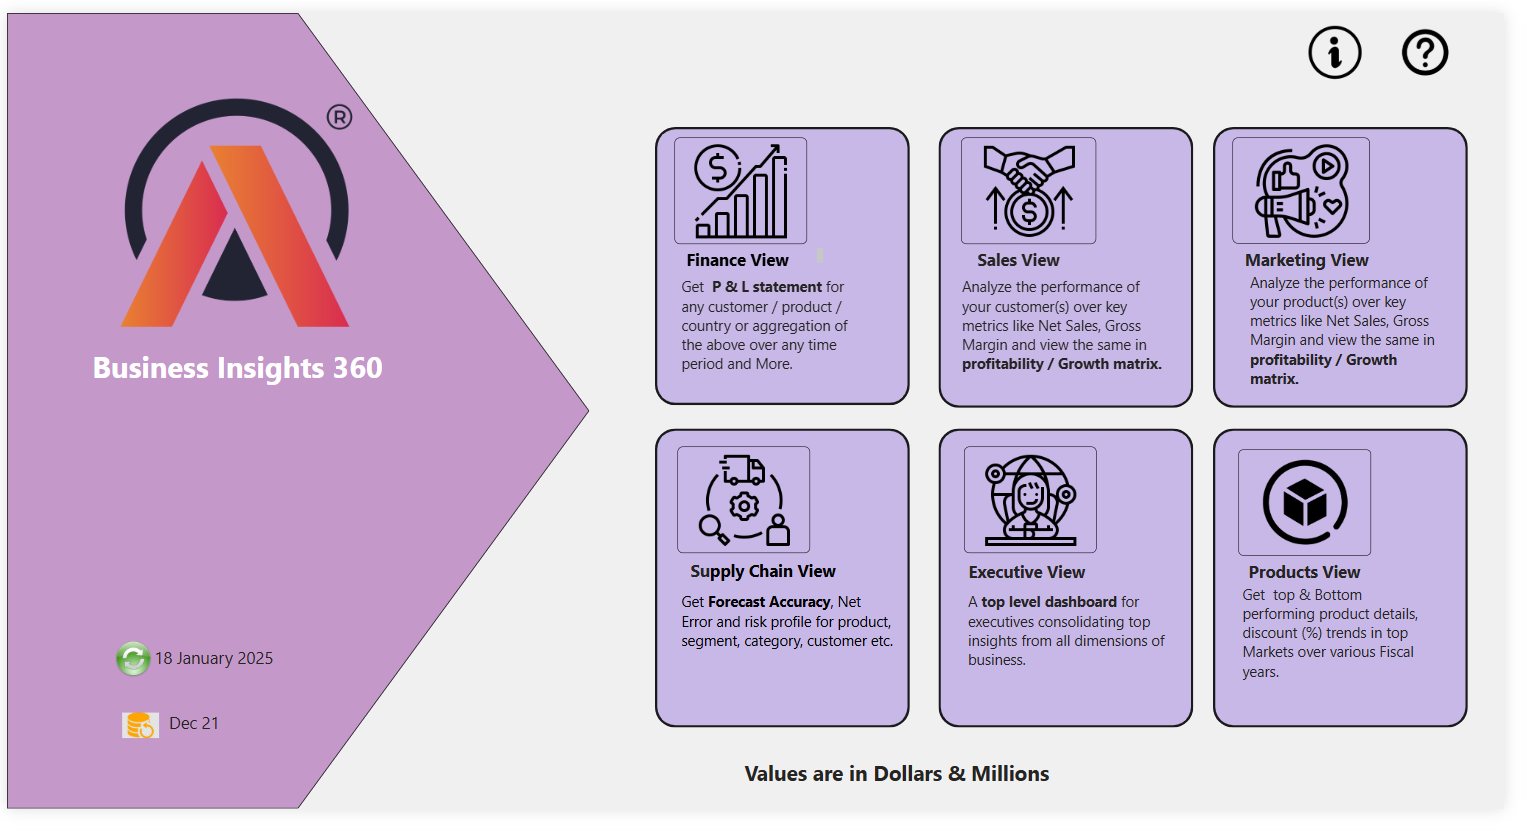 ®
Business Insights 360
18 January 2025
Dec 21
Finance View
Get P & L statement for
any customer / product /
country or aggregation of
the above over any time
period and More.
Sales View
Analyze the performance of
your customer(s) over key
metrics like Net Sales, Gross
Margin and view the same in
profitability / Growth matrix.
Marketing View
Analyze the performance of
your product(s) over key
metrics like Net Sales, Gross
Margin and view the same in
profitability / Growth
matrix.
Supply Chain View
Get Forecast Accuracy, Net
Error and risk profile for product,
segment, category, customer etc.
Executive View
A top level dashboard for
executives consolidating top
insights from all dimensions of
business.
Products View
Get top & Bottom
performing product details,
discount (%) trends in top
Markets over various Fiscal
years.
Values are in Dollars & Millions